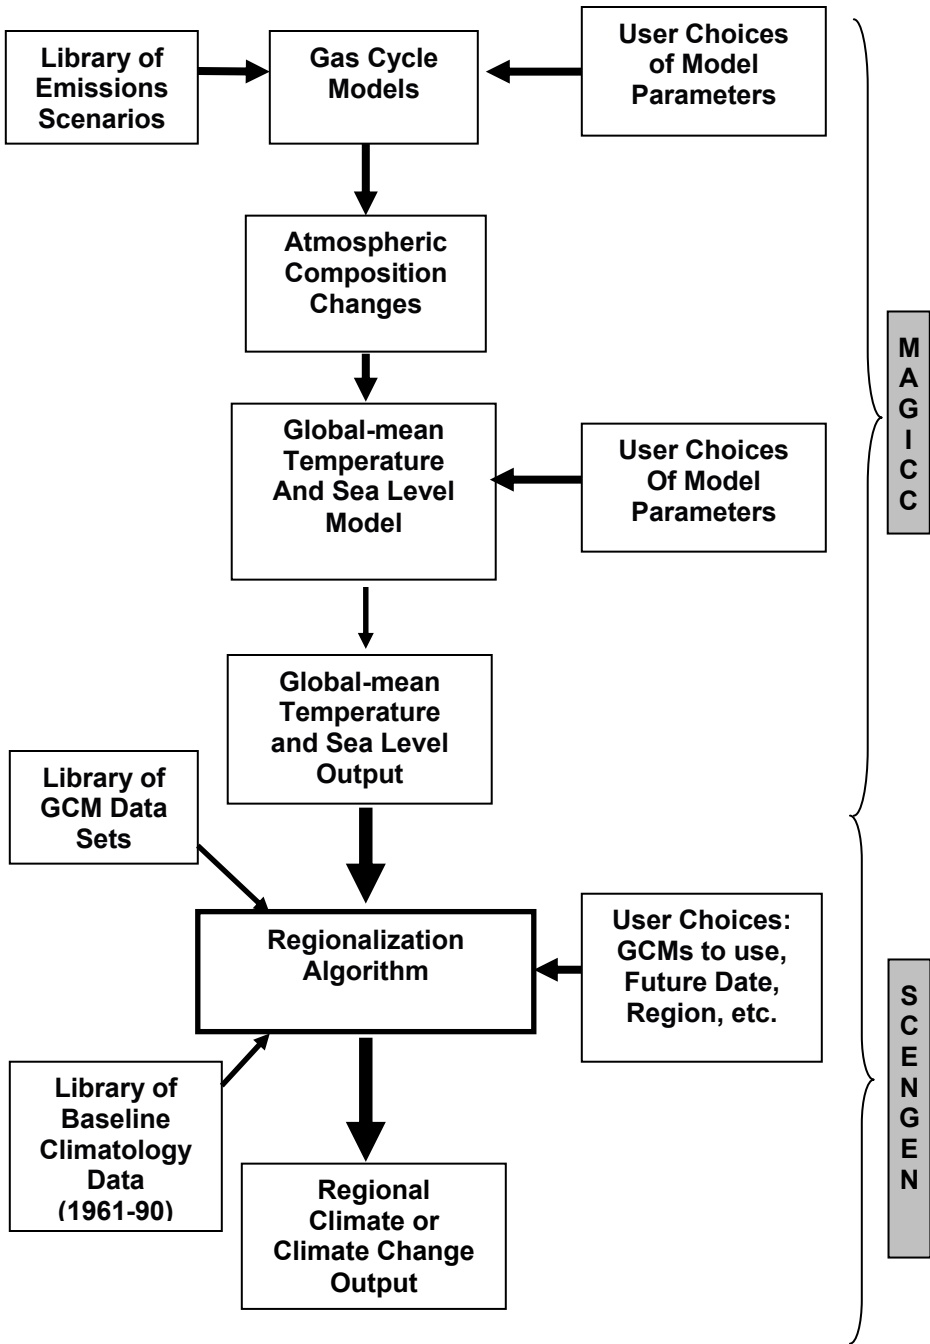 Library of
Emissions
Scenarios
Gas Cycle
Models
User Choices
of Model
Parameters
Atmospheric
Composition
Changes
Global-mean
Temperature
And Sea Level
Model
User Choices
Of Model
Parameters
M
A
G
I
C
C
Global-mean
Temperature
and Sea Level
Output
Library of
GCM Data
Sets
Regionalization
Algorithm
User Choices:
GCMs to use,
Future Date,
Region, etc.
Library of
Baseline
Climatology
Data
(1961-90)
Regional
Climate or
Climate Change
Output
S
C
E
N
G
E
N